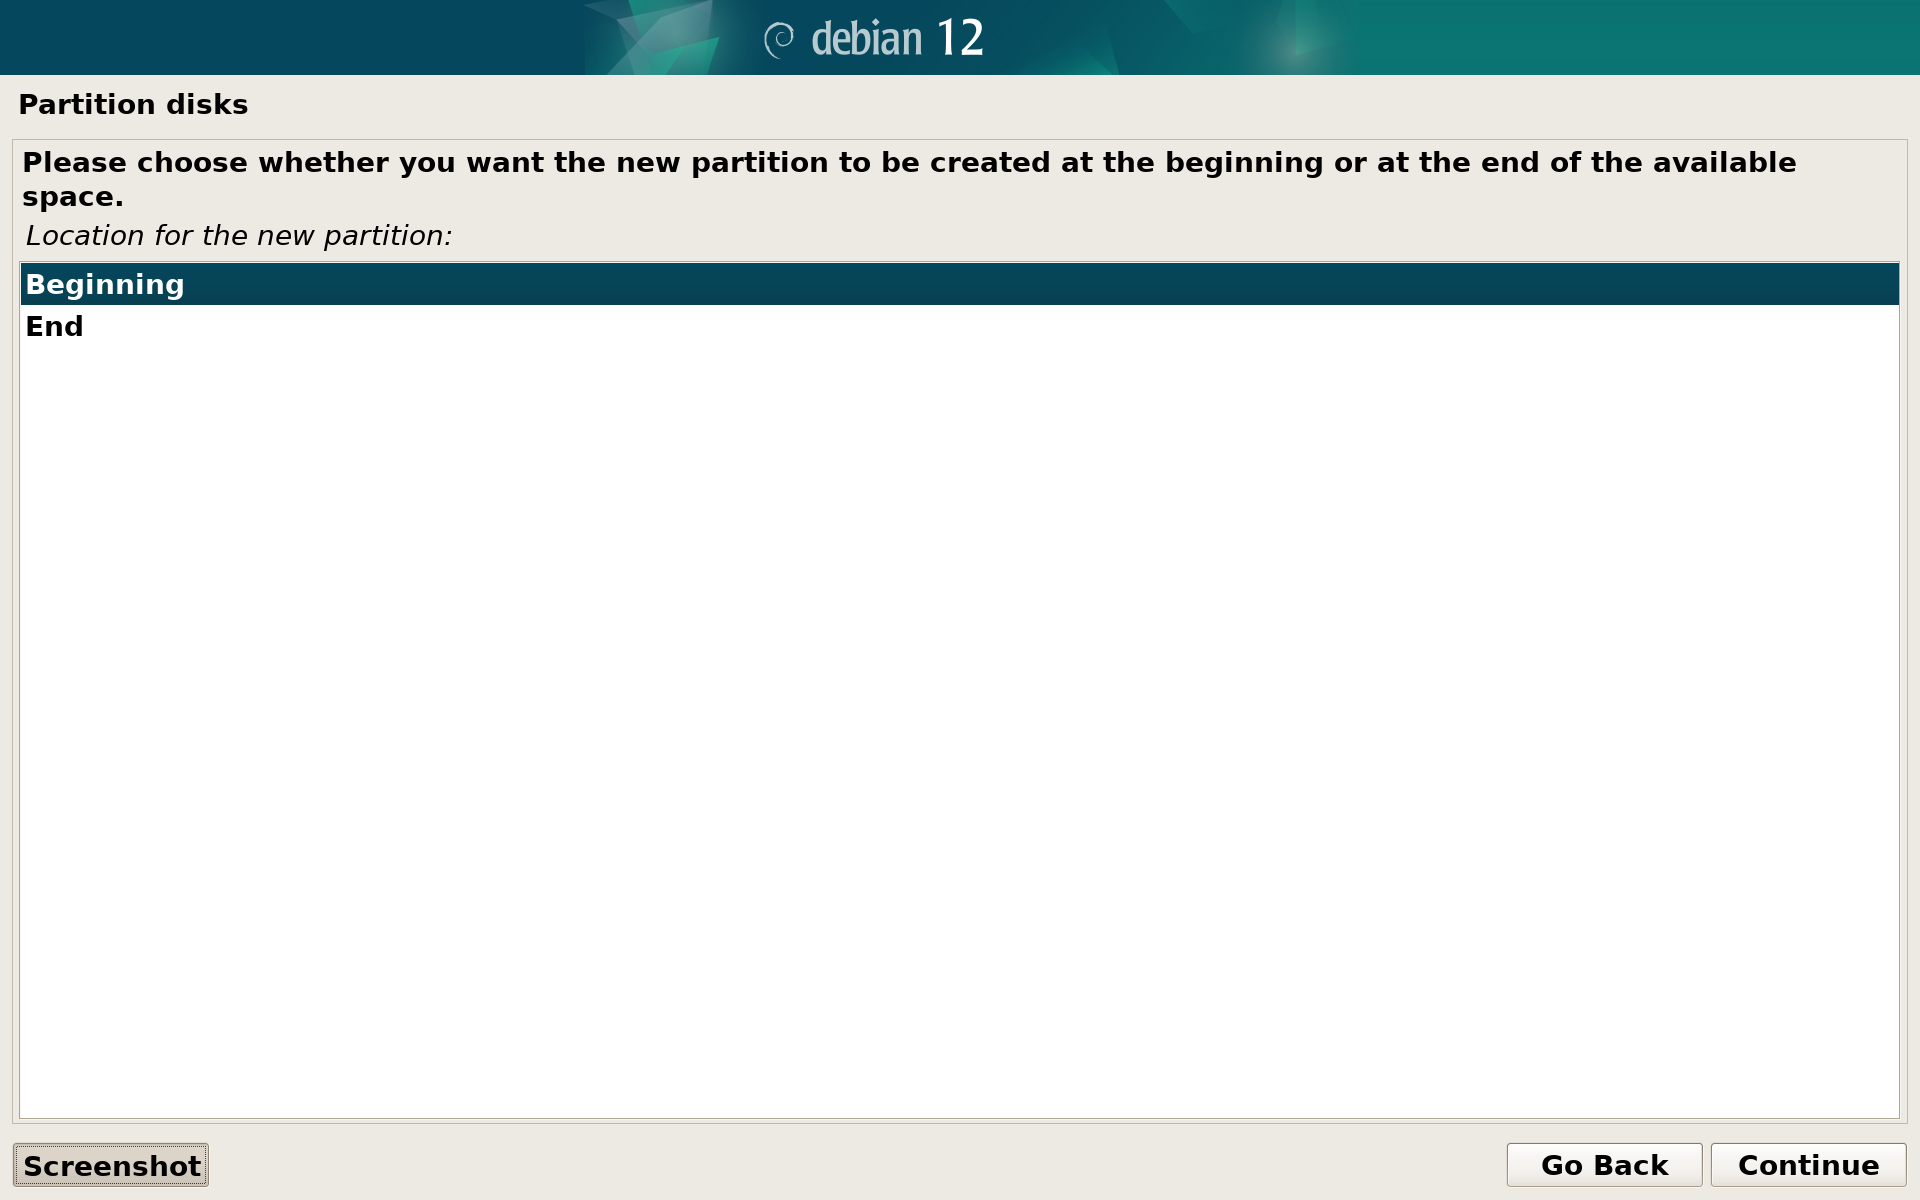 debian 12
Partition disks
Please choose whether you want the new partition to be created at the beginning or at the end of the available
space.
Location for the new partition:
Beginning
End
Screenshot
Go Back
Continue